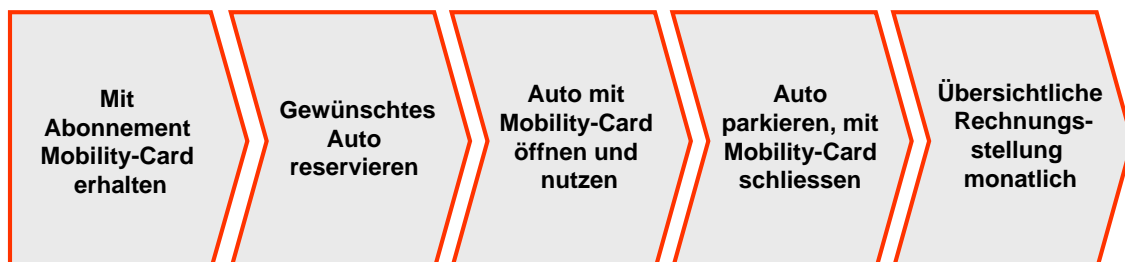 Mit
Abonnement
Mobility-Card
erhalten
Gewünschtes
Auto
reservieren
Auto mit
Mobility-Card
öffnen und
nutzen
Auto
parkieren, mit
Mobility-Card
schliessen
Übersichtliche
Rechnungs-
stellung
monatlich